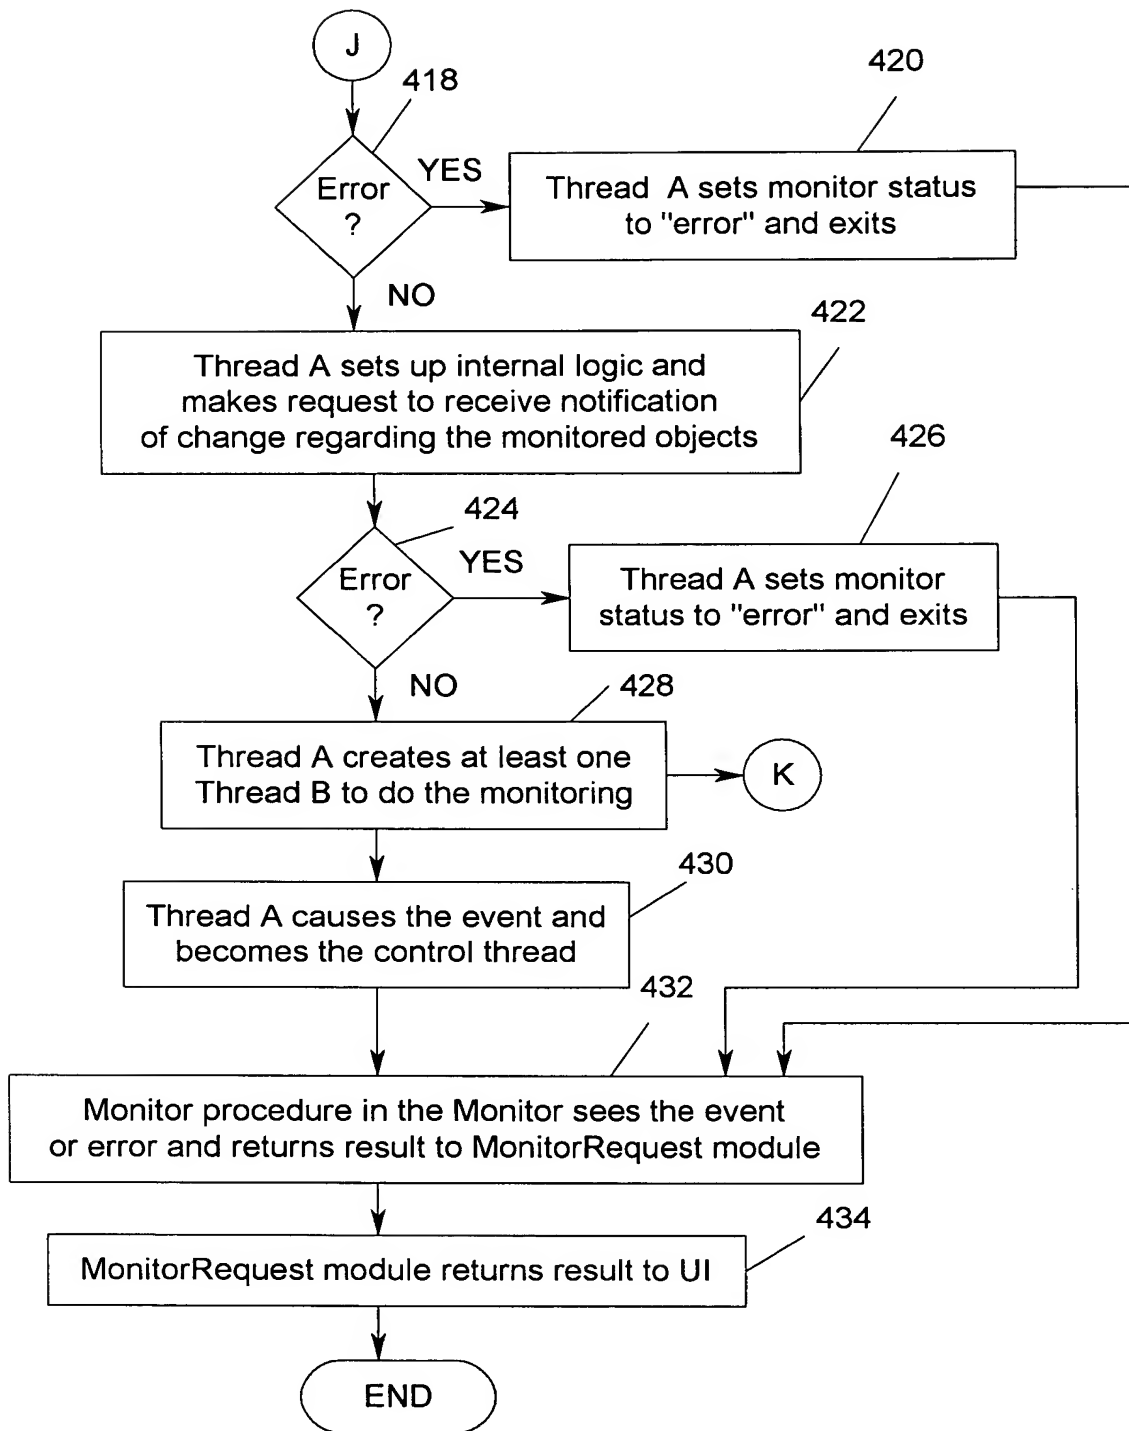 J
418
420
Error
?
YES
Thread A sets monitor status
to "error" and exits
NO
422
Thread A sets up internal logic and
makes request to receive notification
of change regarding the monitored objects
426
424
Error
?
YES
Thread A sets monitor
status to "error" and exits
NO
428
Thread A creates at least one
Thread B to do the monitoring
K
430
Thread A causes the event and
becomes the control thread
432
Monitor procedure in the Monitor sees the event
or error and returns result to MonitorRequest module
434
MonitorRequest module returns result to UI
END